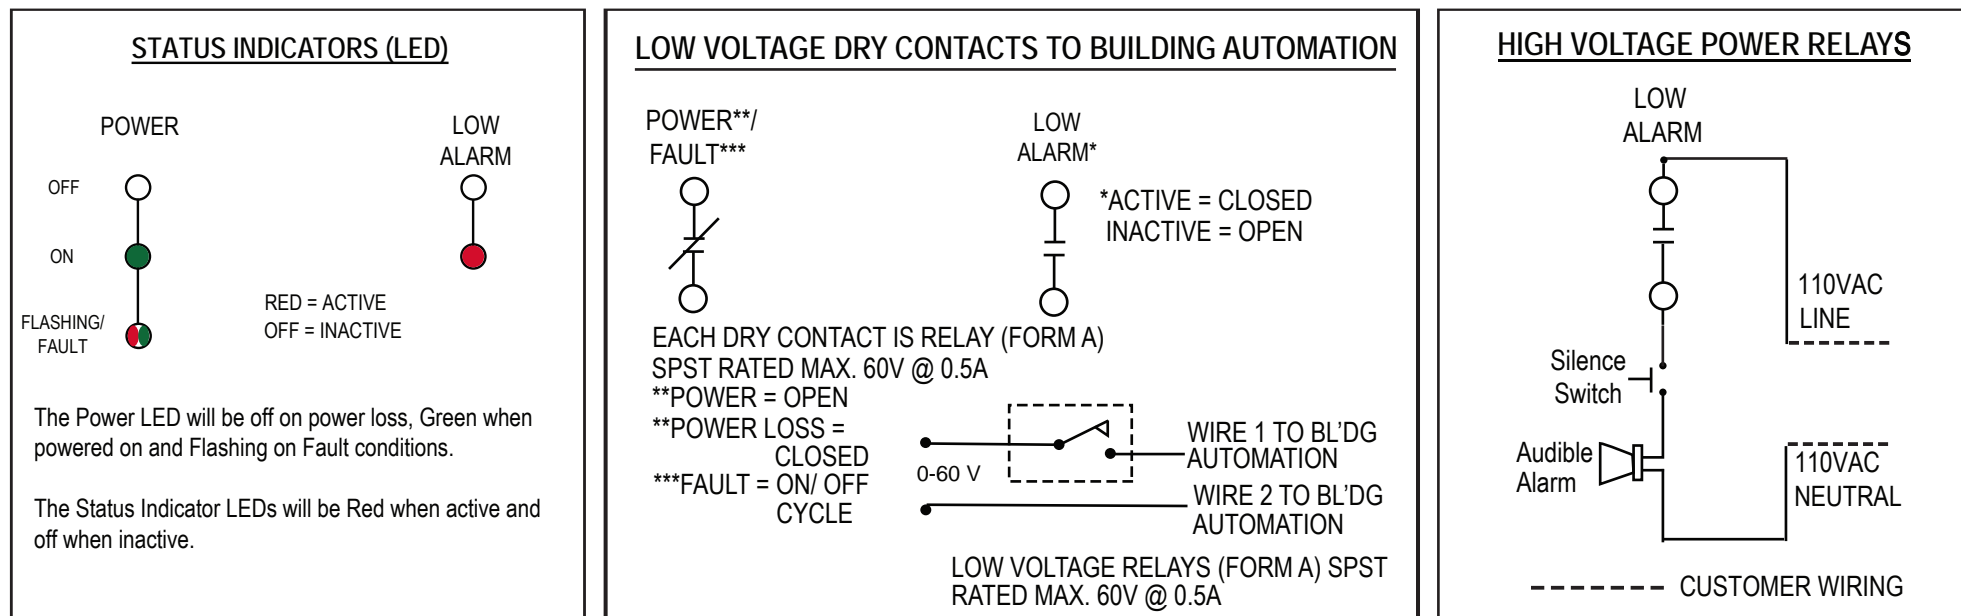 STATUS INDICATORS (LED)
POWER
LOW
ALARM
OFF
ON
FLASHING/
FAULT
RED = ACTIVE
OFF = INACTIVE
The Power LED will be off on power loss, Green when
powered on and Flashing on Fault conditions.
The Status Indicator LEDs will be Red when active and
off when inactive.
LOW VOLTAGE DRY CONTACTS TO BUILDING AUTOMATION
POWER**/
FAULT***
LOW
ALARM*
*ACTIVE = CLOSED
INACTIVE = OPEN
EACH DRY CONTACT IS RELAY (FORM A)
SPST RATED MAX. 60V @ 0.5A
**POWER = OPEN
**POWER LOSS =
CLOSED
***FAULT = ON/ OFF
CYCLE
0-60 V
WIRE 1 TO BL'DG
AUTOMATION
WIRE 2 TO BL'DG
AUTOMATION
LOW VOLTAGE RELAYS (FORM A) SPST
RATED MAX. 60V @ 0.5A
HIGH VOLTAGE POWER RELAYS
LOW
ALARM
110VAC
LINE
Silence
Switch
Audible
Alarm
110VAC
NEUTRAL
CUSTOMER WIRING